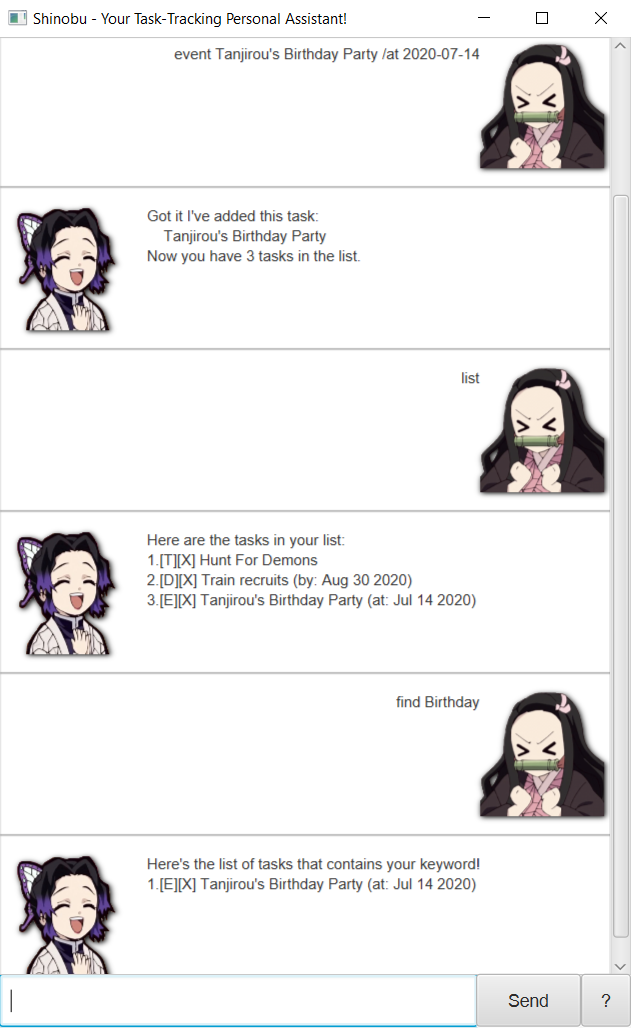 Shinobu - Your Task-Tracking Personal Assistant!
event Tanjirou's Birthday Party /at 2020-07-14
Got it I've added this task:
Tanjirou's Birthday Party
Now you have 3 tasks in the list.
list
Here are the tasks in your list:
1.[T][X] Hunt For Demons
2.[D][X] Train recruits (by: Aug 30 2020)
3.[E][X] Tanjirou's Birthday Party (at: Jul 14 2020)
find Birthday
Here's the list of tasks that contains your keyword!
1.[E][X] Tanjirou's Birthday Party (at: Jul 14 2020)
Send
?